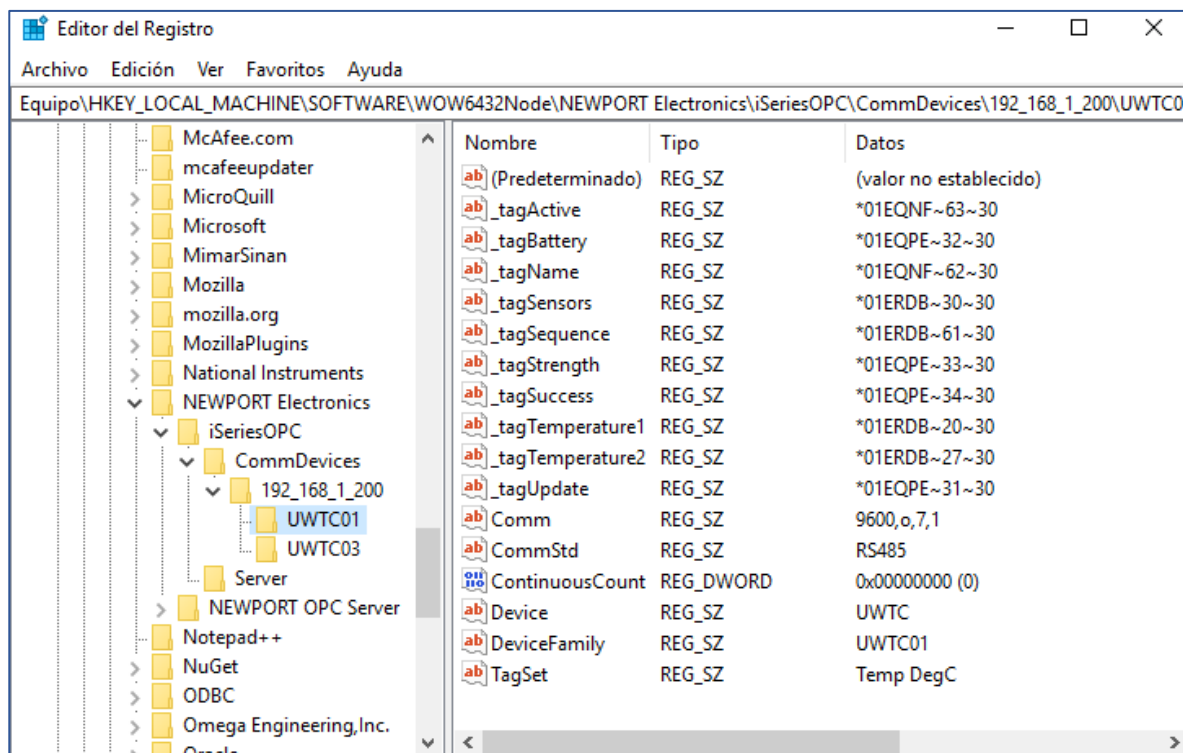 Editor del Registro
Archivo Edición Ver Favoritos Ayuda
Equipo\HKEY_LOCAL_MACHINE\SOFTWARE\WOW6432Node\NEWPORT Electronics\iSeriesOPC\CommDevices\192_168_1_200\UWTC0
McAfee.com
mcafeeupdater
MicroQuill
Microsoft
MimarSinan
Mozilla
mozilla.org
MozillaPlugins
National Instruments
NEWPORT Electronics
iSeriesOPC
CommDevices
192_168_1_200
UWTC01
UWTC03
Server
NEWPORT OPC Server
Notepad++
NuGet
ODBC
Omega Engineering,Inc.
Nombre Tipo Datos
(Predeterminado) REG_SZ (valor no establecido)
_tagActive REG_SZ *01EQNF~63~30
_tagBattery REG_SZ *01EQPE~32~30
_tagName REG_SZ *01EQNF~62~30
_tagSensors REG_SZ *01ERDB~30~30
_tagSequence REG_SZ *01ERDB~61~30
_tagStrength REG_SZ *01EQPE~33~30
_tagSuccess REG_SZ *01EQPE~34~30
_tagTemperature1 REG_SZ *01ERDB~20~30
_tagTemperature2 REG_SZ *01ERDB~27~30
_tagUpdate REG_SZ *01EQPE~31~30
Comm REG_SZ 9600,o,7,1
CommStd REG_SZ RS485
ContinuousCount REG_DWORD 0x00000000 (0)
Device REG_SZ UWTC
DeviceFamily REG_SZ UWTC01
TagSet REG_SZ Temp DegC